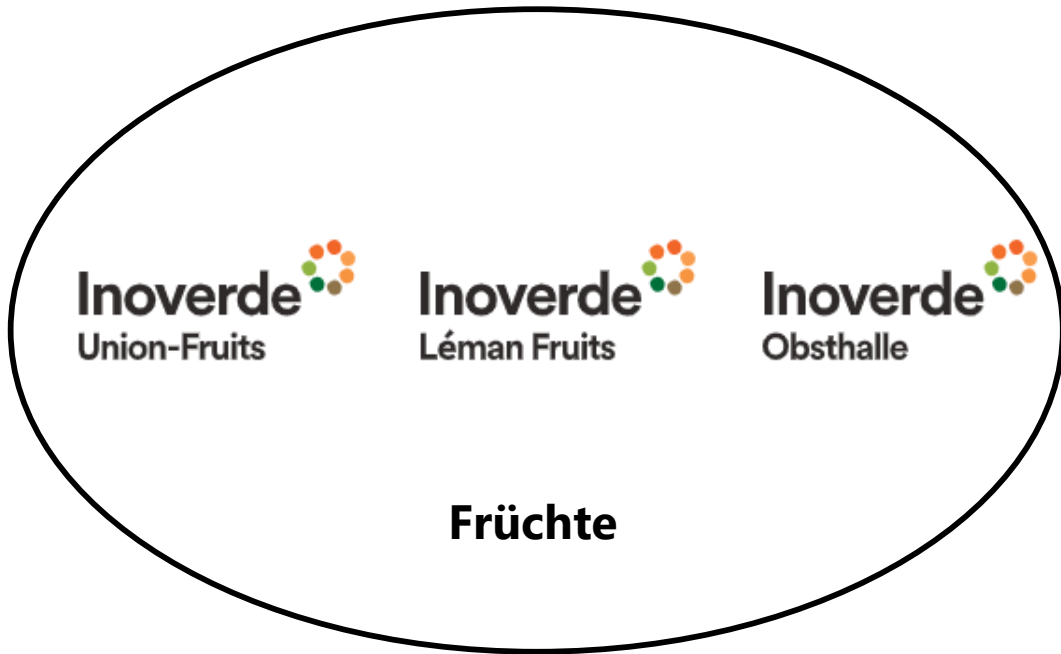 Inoverde
Union-Fruits
Inoverde
Léman Fruits
Inoverde
Obsthalle
Früchte